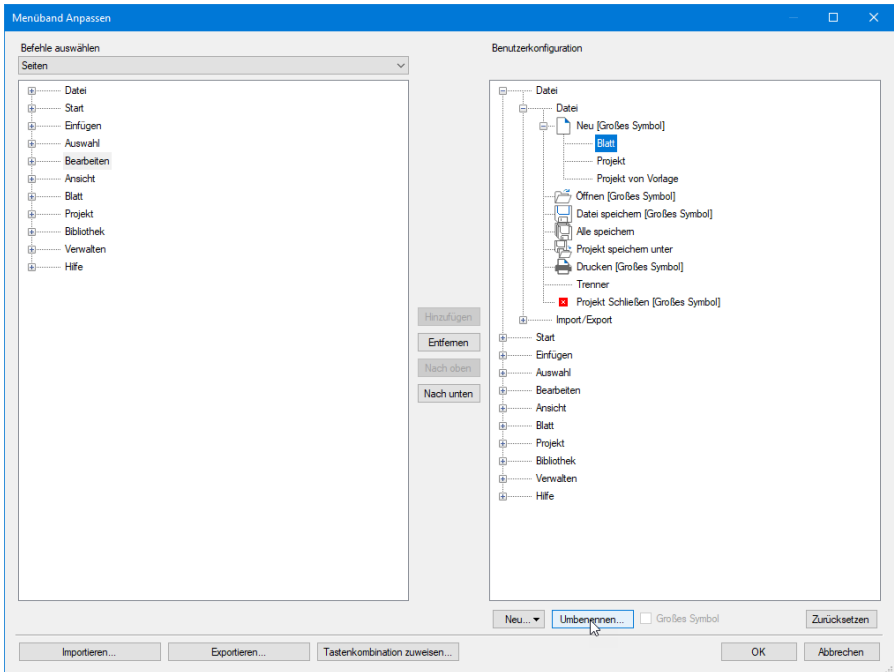 Menüband Anpassen
Befehle auswählen
Seiten
Datei
Start
Einfügen
Auswahl
Bearbeiten
Ansicht
Blatt
Projekt
Bibliothek
Verwalten
Hilfe
Hinzufügen
Entfernen
Nach oben
Nach unten
Benutzerkonfiguration
Datei
Datei
Neu [Großes Symbol]
Blatt
Projekt
Projekt von Vorlage
Öffnen [Großes Symbol]
Datei speichern [Großes Symbol]
Alle speichern
Projekt speichern unter
Drucken [Großes Symbol]
Trenner
Projekt Schließen [Großes Symbol]
Import/Export
Start
Einfügen
Auswahl
Bearbeiten
Ansicht
Blatt
Projekt
Bibliothek
Verwalten
Hilfe
Neu... Umbenennen... Großes Symbol Zurücksetzen
Importieren... Exportieren... Tastenkombination zuweisen... OK Abbrechen